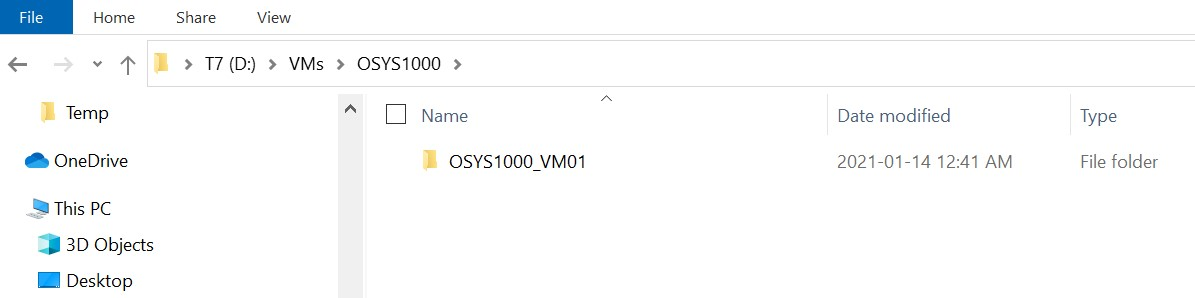 File Home Share View
T7 (D:) VMs OSYS1000
Temp
Name Date modified Type
OneDrive
OSYS1000_VM01 2021-01-14 12:41 AM File folder
This PC
3D Objects
Desktop